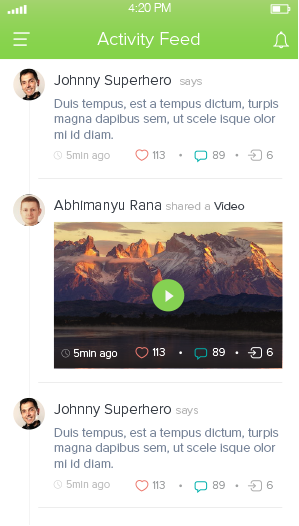 4:20 PM
Activity Feed
Johnny Superhero says
Duis tempus, est a tempus dictum, turpis
magna dapibus sem, ut scele isque olor
mi id diam.
5min ago 113 • 89 • 6
Abhimanyu Rana shared a Video
5min ago 113 • 89 • 6
Johnny Superhero says
Duis tempus, est a tempus dictum, turpis
magna dapibus sem, ut scele isque olor
mi id diam.
5min ago 113 • 89 • 6